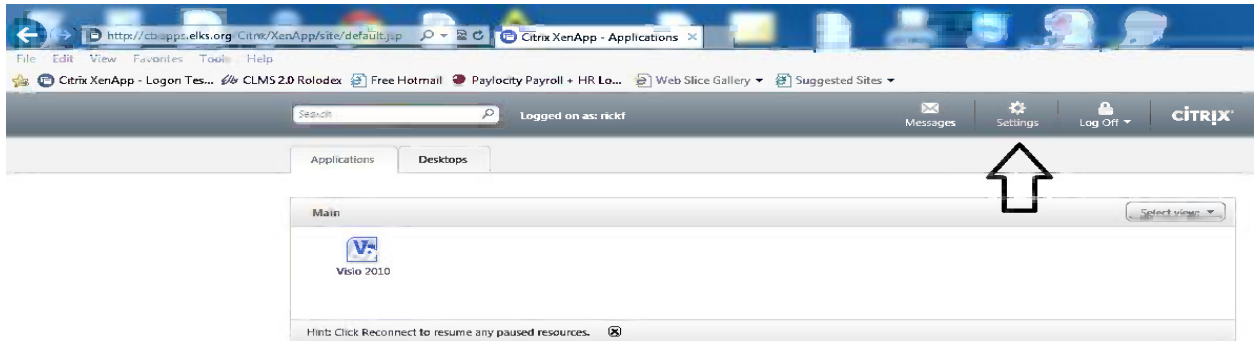 http://cbapps.elks.org/Citrix/XenApp/site/default.jsp
Citrix XenApp - Applications
File Edit View Favorites Tools Help
Citrix XenApp - Logon Tes... CLMS 2.0 Rolodex Free Hotmail Paylocity Payroll + HR Lo... Web Slice Gallery Suggested Sites
Search Logged on as: rickf Messages Settings Log Off CITRIX
Applications Desktops
Main Select view:
Visio 2010
Hint: Click Reconnect to resume any paused resources.